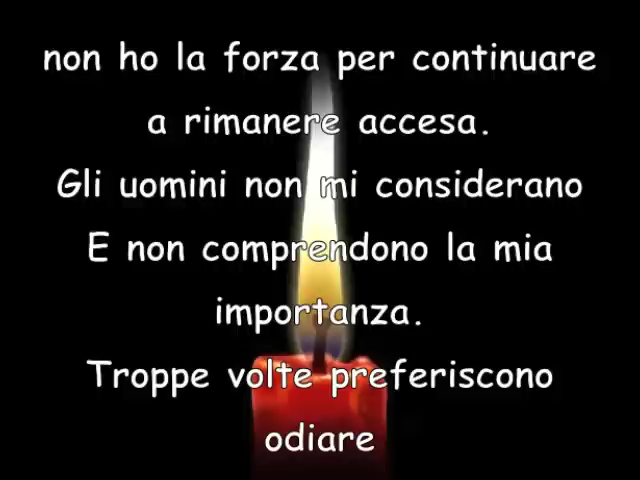 non ho la forza per continuare
a rimanere accesa.
Gli uomini non mi considerano
E non comprendono la mia
importanza.
Troppe volte preferiscono
odiare